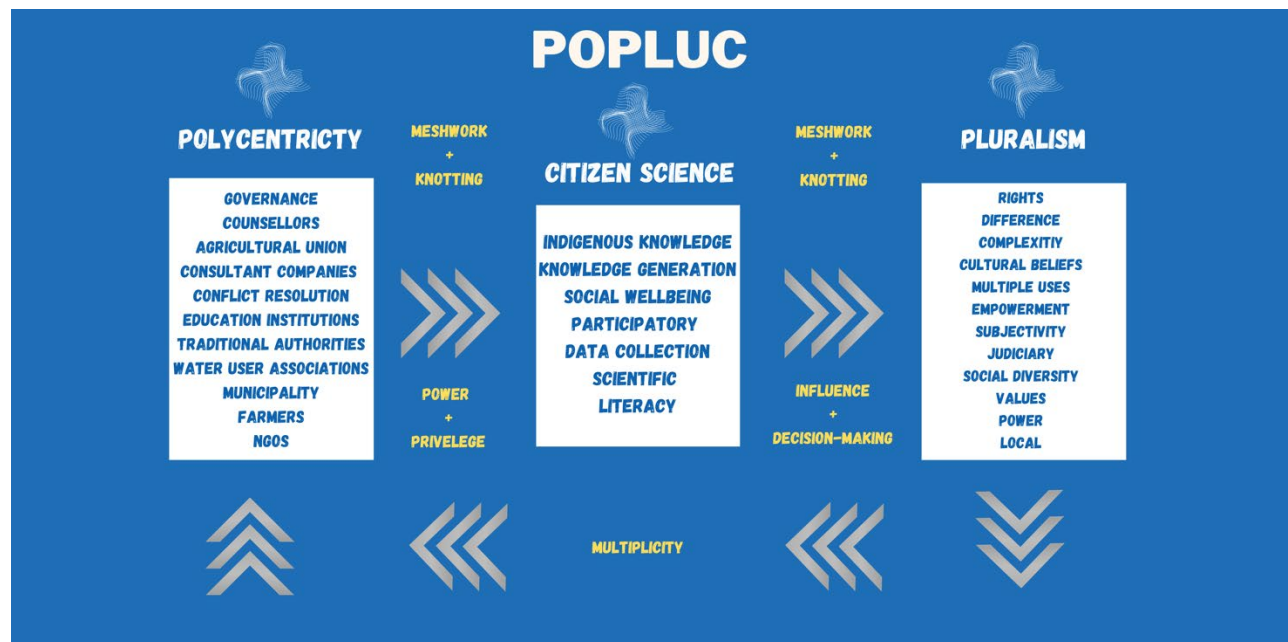 POPLUC
POLYCENTRICTY
GOVERNANCE
COUNSELLORS
AGRICULTURAL UNION
CONSULTANT COMPANIES
CONFLICT RESOLUTION
EDUCATION INSTITUTIONS
TRADITIONAL AUTHORITIES
WATER USER ASSOCIATIONS
MUNICIPALITY
FARMERS
NGOS
MESHWORK
+
KNOTTING
POWER
+
PRIVELEGE
CITIZEN SCIENCE
INDIGENOUS KNOWLEDGE
KNOWLEDGE GENERATION
SOCIAL WELLBEING
PARTICIPATORY
DATA COLLECTION
SCIENTIFIC
LITERACY
MESHWORK
+
KNOTTING
INFLUENCE
+
DECISION-MAKING
PLURALISM
RIGHTS
DIFFERENCE
COMPLEXITIY
CULTURAL BELIEFS
MULTIPLE USES
EMPOWERMENT
SUBJECTIVITY
JUDICIARY
SOCIAL DIVERSITY
VALUES
POWER
LOCAL
MULTIPLICITY